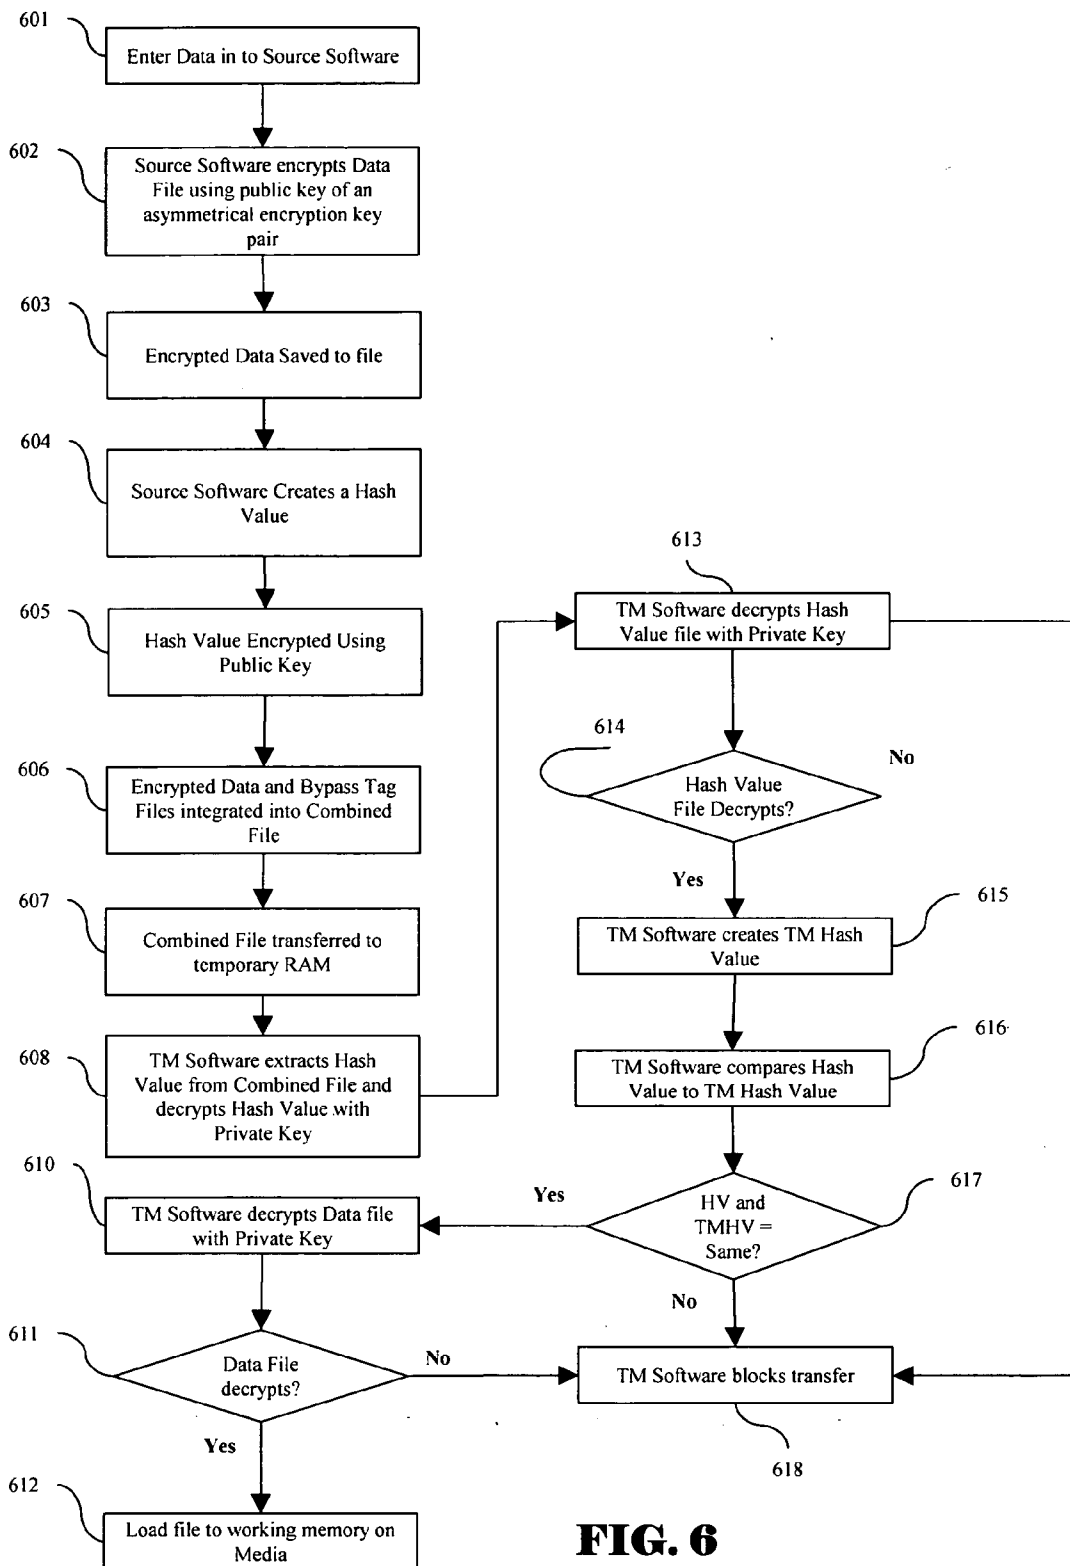 601
Enter Data in to Source Software
602
Source Software encrypts Data
File using public key of an
asymmetrical encryption key
pair
603
Encrypted Data Saved to file
604
Source Software Creates a Hash
Value
605
Hash Value Encrypted Using
Public Key
606
Encrypted Data and Bypass Tag
Files integrated into Combined
File
607
Combined File transferred to
temporary RAM
608
TM Software extracts Hash
Value from Combined File and
decrypts Hash Value with
Private Key
610
TM Software decrypts Data file
with Private Key
611
Data File
decrypts?
No
Yes
612
Load file to working memory on
Media
613
TM Software decrypts Hash
Value file with Private Key
614
Hash Value
File Decrypts?
No
Yes
615
TM Software creates TM Hash
Value
616
TM Software compares Hash
Value to TM Hash Value
617
HV and
TMHV =
Same?
Yes
No
TM Software blocks transfer
618
FIG. 6